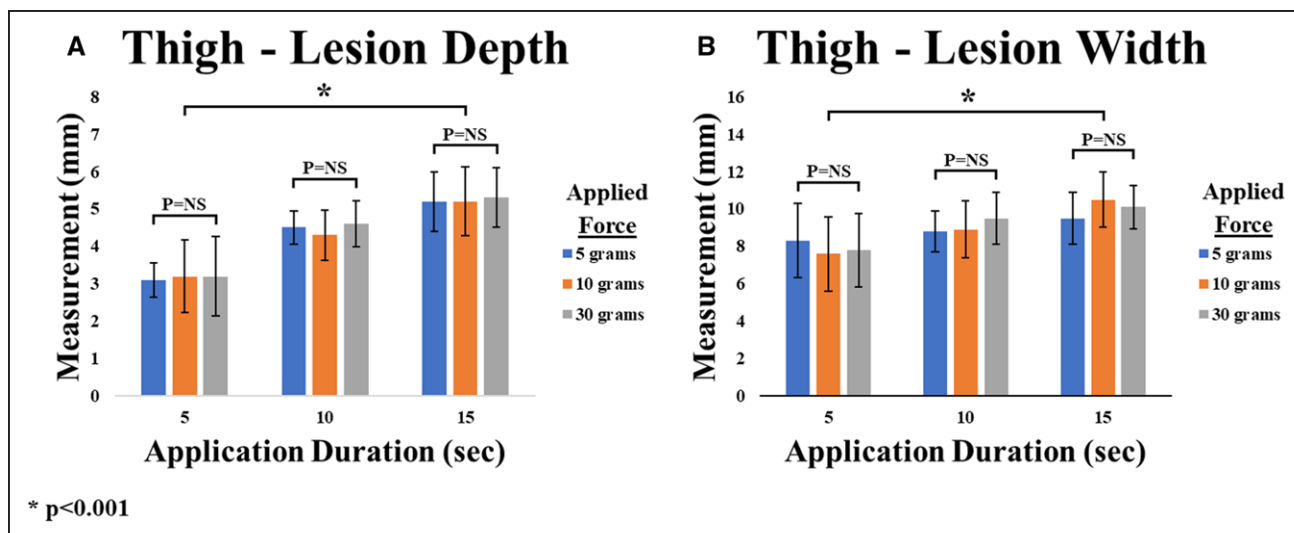 A
Thigh - Lesion Depth
Measurement (mm)
8
7
6
5
4
3
2
1
0
*
P=NS
P=NS
P=NS
5
10
15
Application Duration (sec)
Applied
Force
5 grams
10 grams
30 grams
B
Thigh - Lesion Width
Measurement (mm)
16
14
12
10
8
6
4
2
0
*
P=NS
P=NS
P=NS
5
10
15
Application Duration (sec)
Applied
Force
5 grams
10 grams
30 grams
* p<0.001